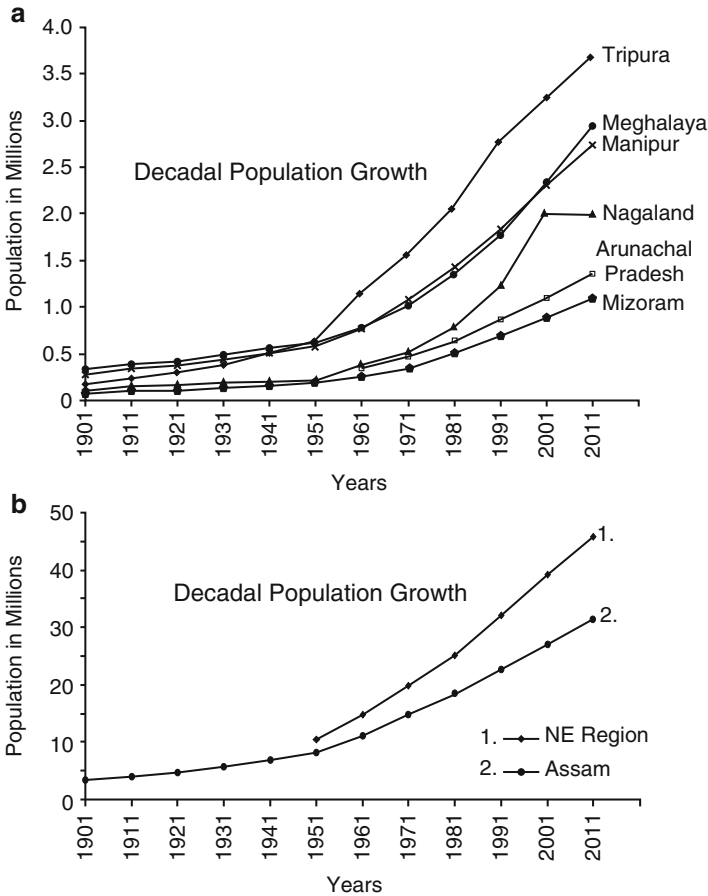 a
4.0
3.5
3.0
2.5
2.0
1.5
1.0
0.5
0
Population in Millions
Decadal Population Growth
Tripura
Meghalaya
Manipur
Nagaland
Arunachal
Pradesh
Mizoram
1901 1911 1921 1931 1941 1951 1961 1971 1981 1991 2001 2011
Years
b
50
40
30
20
10
0
Population in Millions
Decadal Population Growth
1.
2.
1. NE Region
2. Assam
1901 1911 1921 1931 1941 1951 1961 1971 1981 1991 2001 2011
Years